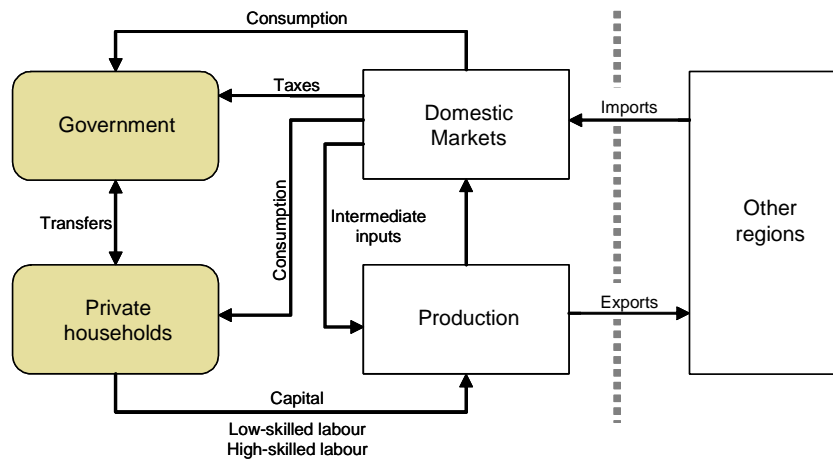 Consumption
Government
Taxes
Domestic
Markets
Imports
Transfers
Consumption
Intermediate
inputs
Other
regions
Private
households
Production
Exports
Capital
Low-skilled labour
High-skilled labour